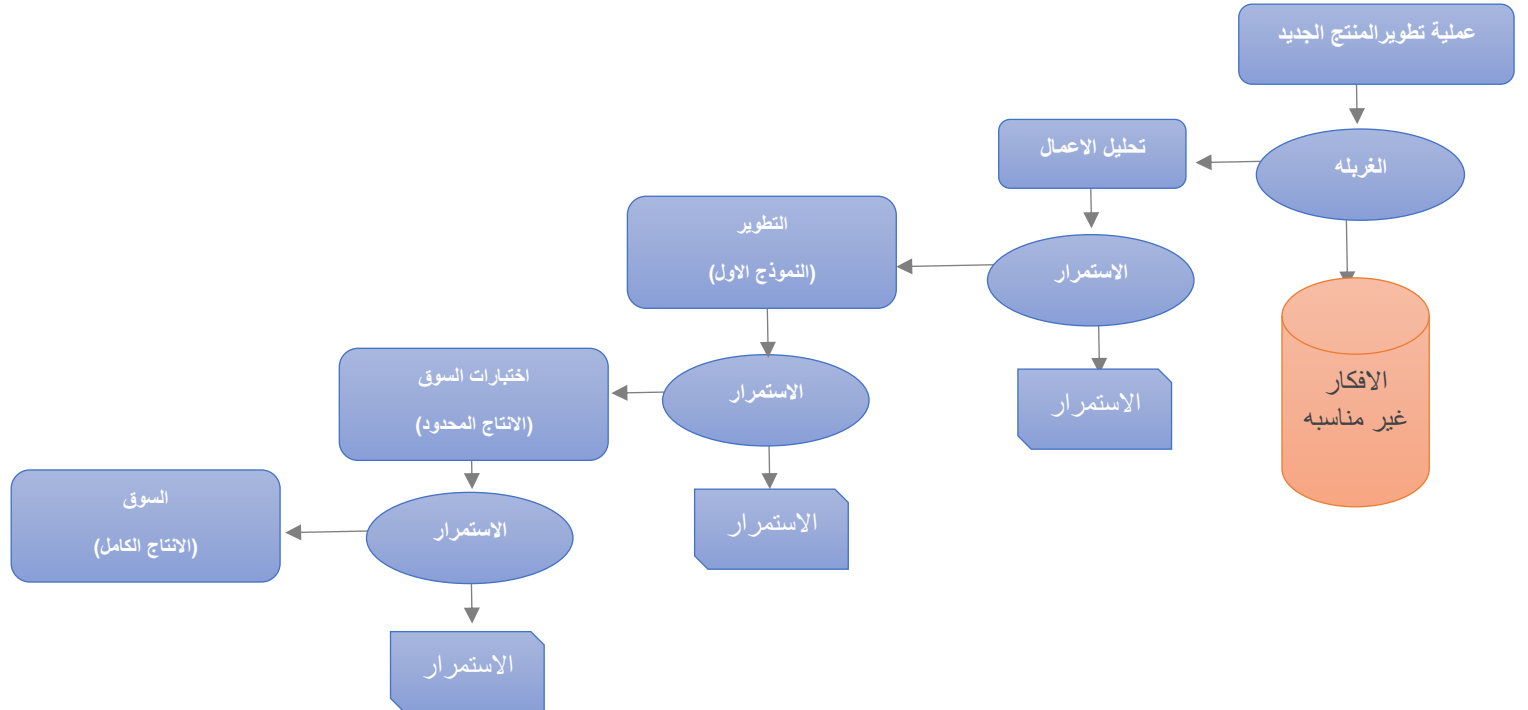 عملية تطويرالمنتج الجديد
الغربله
تحليل الاعمال
الافكار
غير مناسبه
الاستمرار
الاستمرار
التطوير
(النموذج الاول)
الاستمرار
الاستمرار
اختبارات السوق
(الانتاج المحدود)
الاستمرار
الاستمرار
السوق
(الانتاج الكامل)